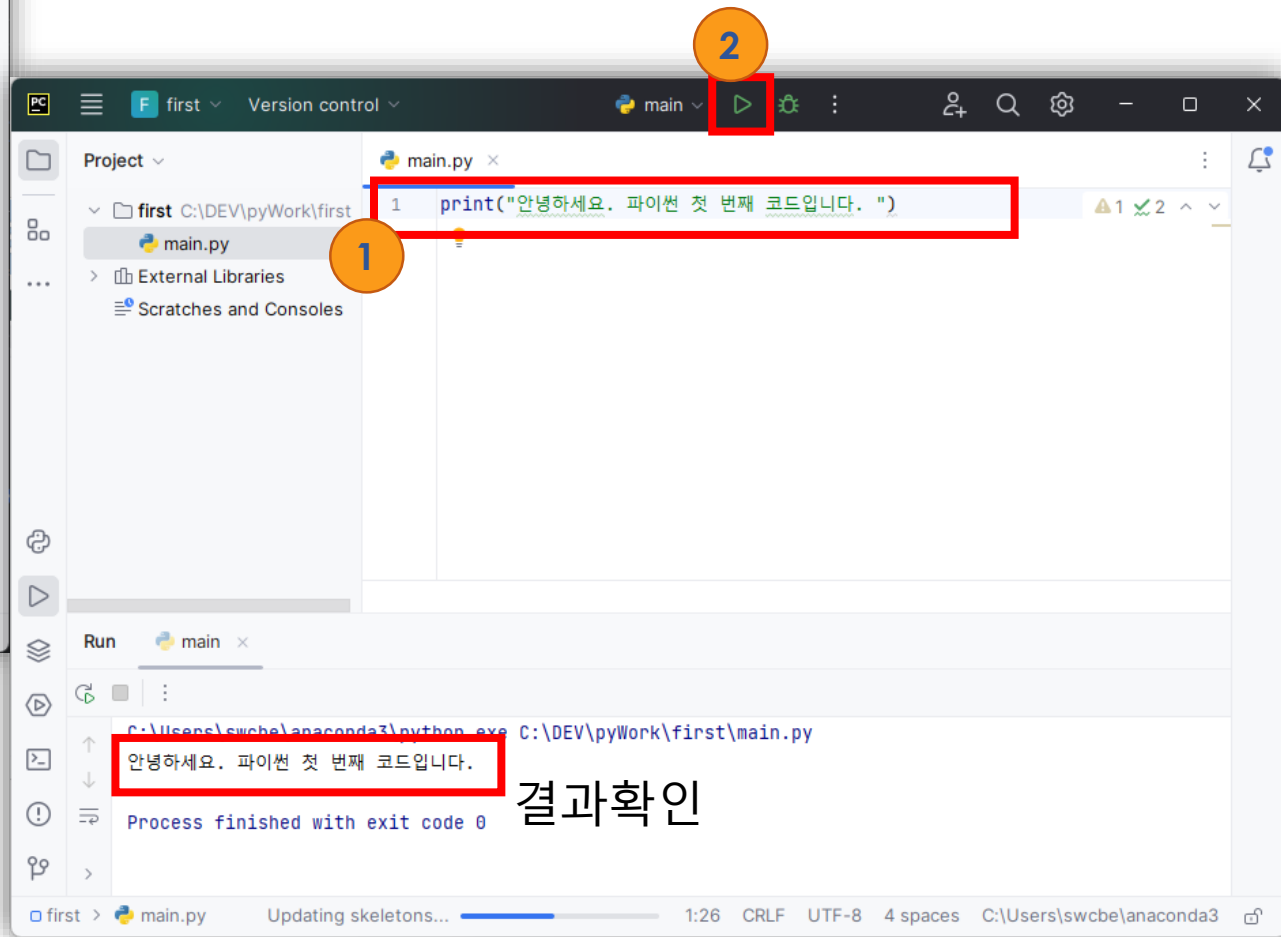 2
PC F first Version control main
Project main.py
first C:\DEV\pyWork\first 1 print("안녕하세요. 파이썬 첫 번째 코드입니다. ") 1 2
main.py
1
External Libraries
Scratches and Consoles
Run main
C:\Users\swcbe\anaconda3\python.exe C:\DEV\pyWork\first\main.py
안녕하세요. 파이썬 첫 번째 코드입니다.
결과확인
Process finished with exit code 0
first > main.py Updating skeletons... 1:26 CRLF UTF-8 4 spaces C:\Users\swcbe\anaconda3